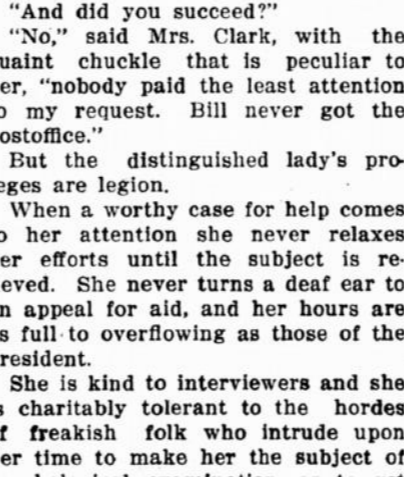 "And did you succeed?"
"No," said Mrs. Clark, with the
uaint chuckle that is peculiar to
er, "nobody paid the least attention
o my request. Bill never got the
ostoffice."
But the distinguished lady's pro-
eges are legion.
When a worthy case for help comes
o her attention she never relaxes
er efforts until the subject is re-
eved. She never turns a deaf ear to
n appeal for aid, and her hours are
s full to overflowing as those of the
resident.
She is kind to interviewers and she
s charitably tolerant to the hordes
f freakish folk who intrude upon
er time to make her the subject of